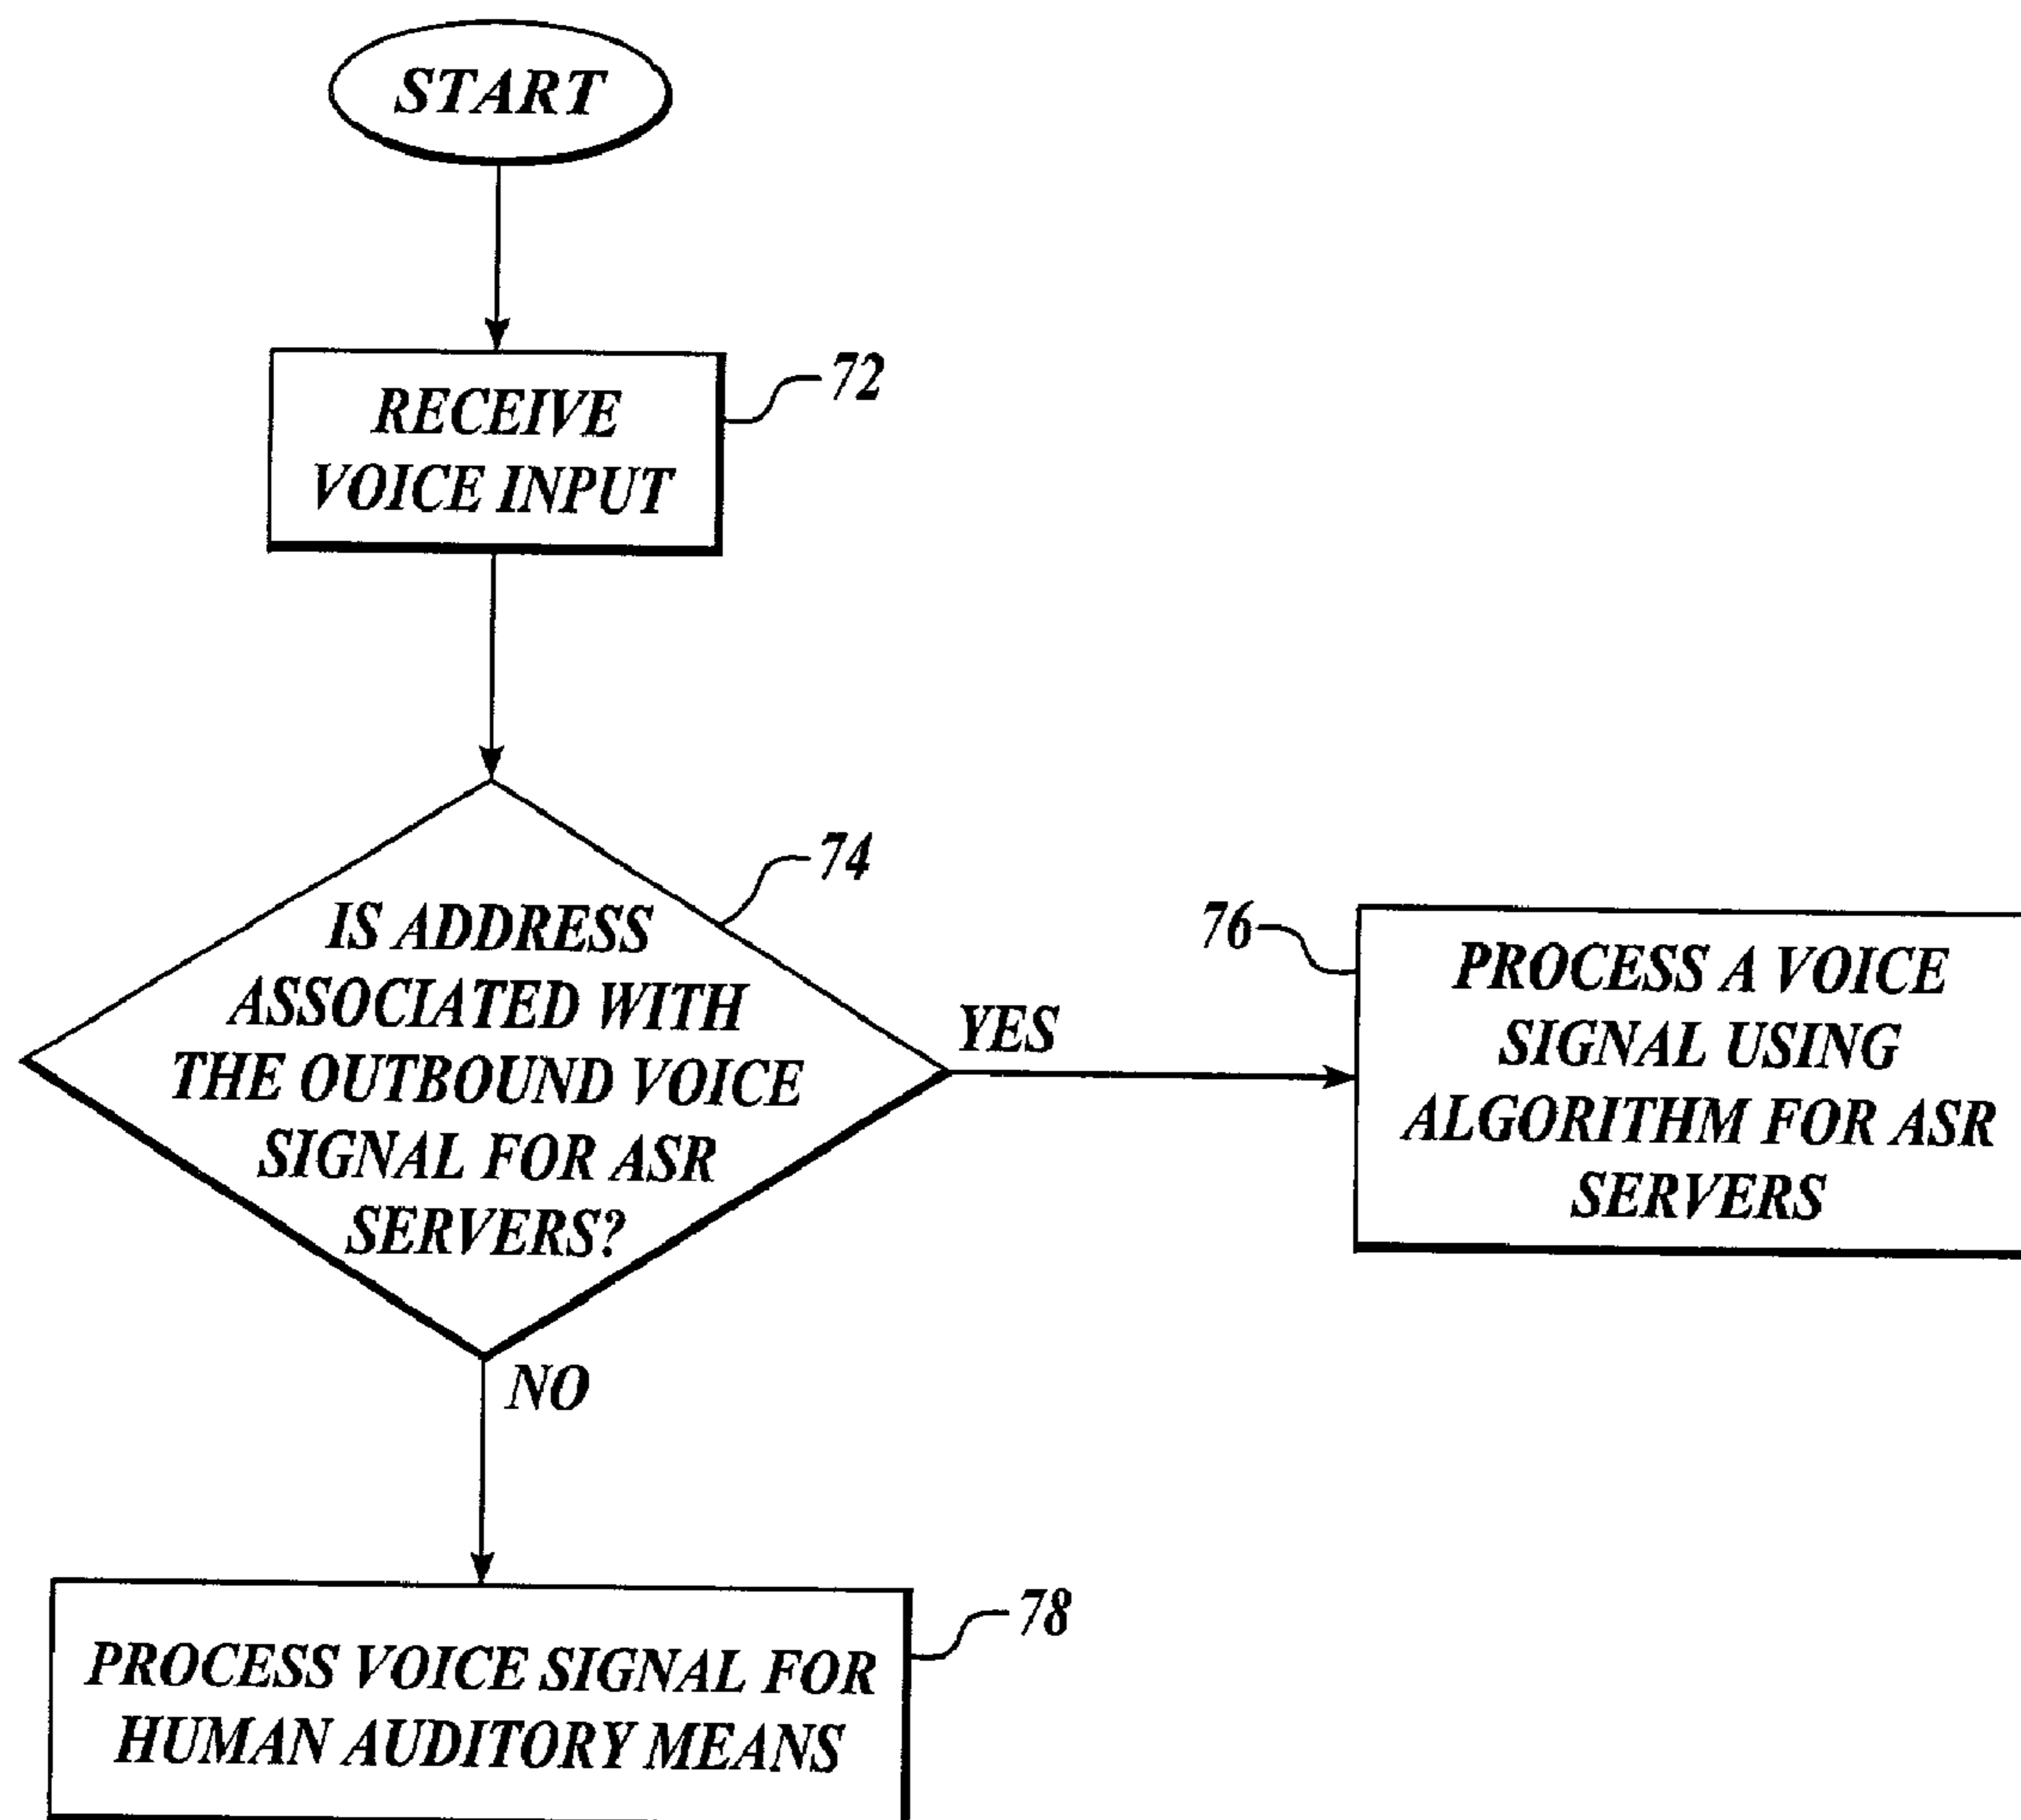 START
RECEIVE
VOICE INPUT
72
IS ADDRESS
ASSOCIATED WITH
THE OUTBOUND VOICE
SIGNAL FOR ASR
SERVERS?
74
YES
76
PROCESS A VOICE
SIGNAL USING
ALGORITHM FOR ASR
SERVERS
NO
PROCESS VOICE SIGNAL FOR
HUMAN AUDITORY MEANS
78